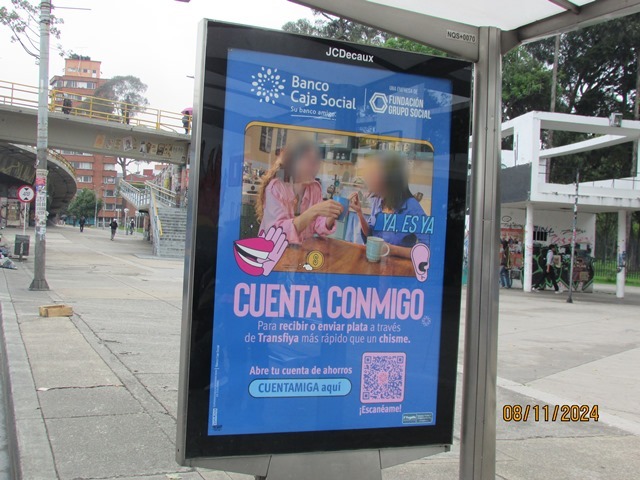 NQS+0070
JCDecaux
Banco
Caja Social
Su banco amigo.
UNA EMPRESA DE
FUNDACIÓN
GRUPO SOCIAL
YA, ES YA
CUENTA CONMIGO
Para recibir o enviar plata a través
de Transfiya más rápido que un chisme.
Abre tu cuenta de ahorros
CUENTAMIGA aquí
¡Escanéame!
08/11/2024